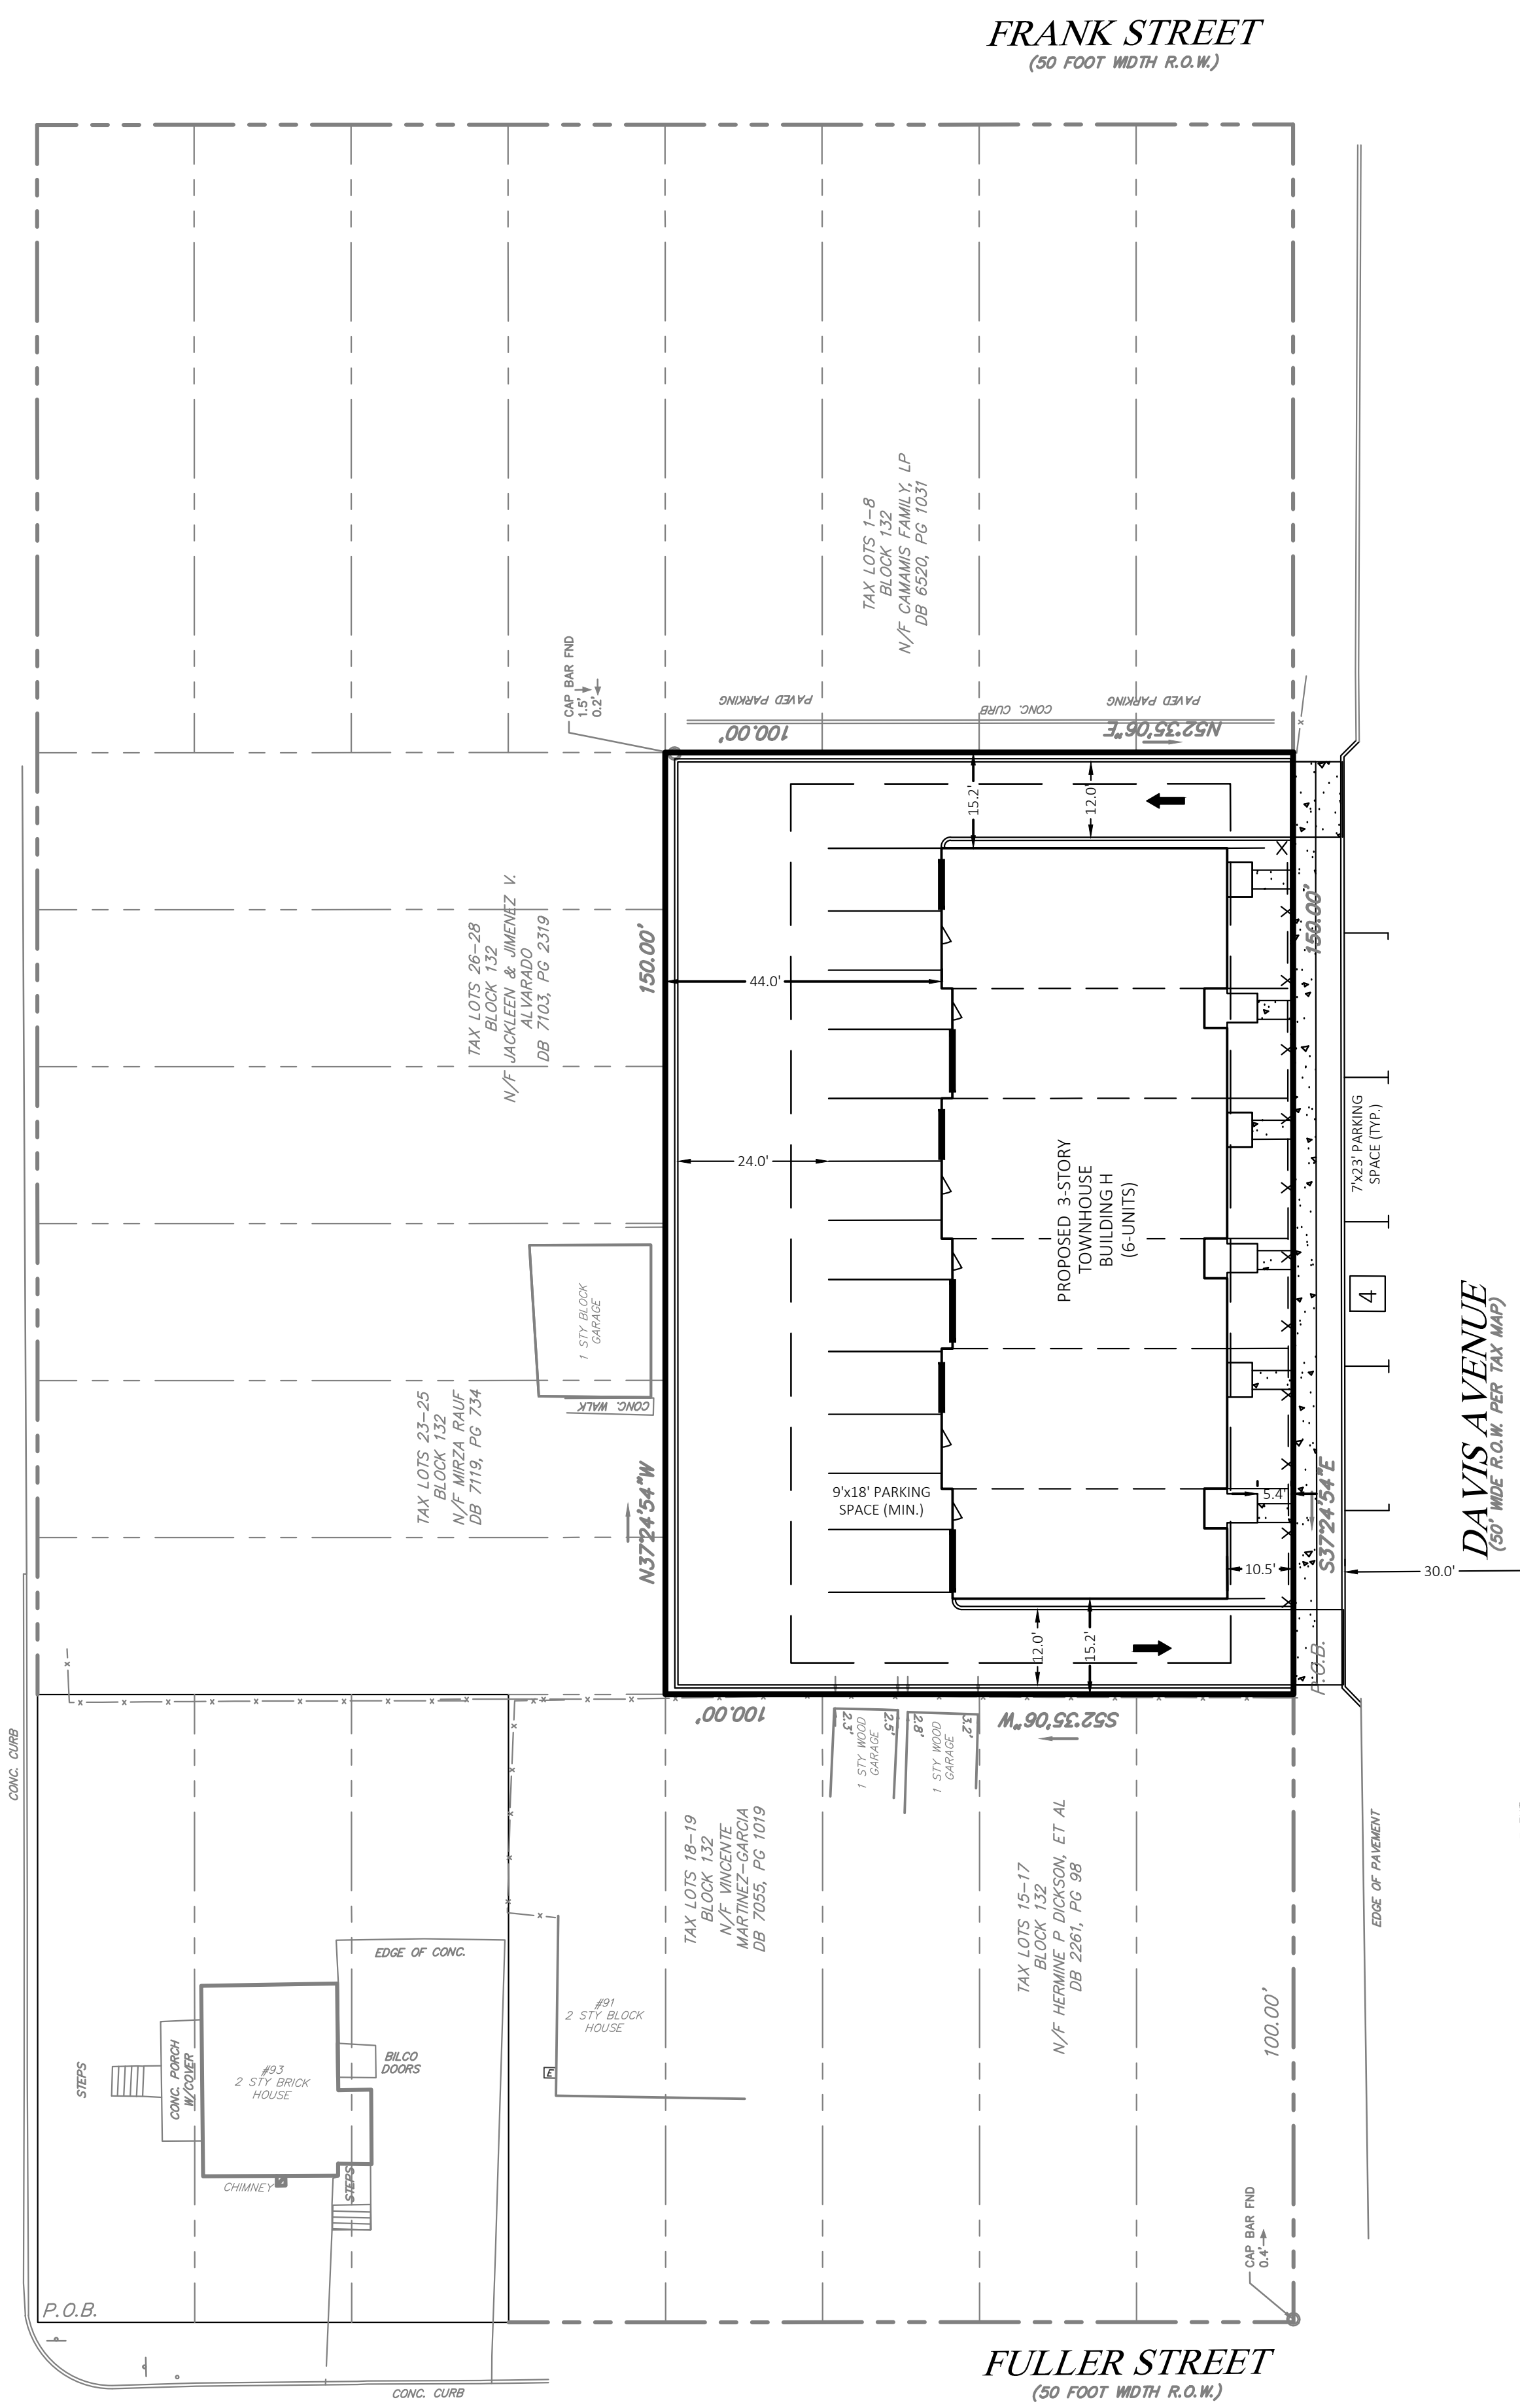 FRANK STREET
(50 FOOT WIDTH R.O.W.)
TAX LOTS 1-8
BLOCK 132
N/F CAMAMIS FAMILY, LP
DB 6520, PG 1031
CAP BAR FND
1.5'
0.2'
PAVED PARKING
CONC. CURB
PAVED PARKING
100.00'
N52°35'06"E
15.2'
12.0'
TAX LOTS 26-28
BLOCK 132
N/F JACKLEEN & JIMENEZ V.
ALVARADO
DB 7103, PG 2319
150.00'
44.0'
X
150.00'
24.0'
PROPOSED 3-STORY
TOWNHOUSE
BUILDING H
(6-UNITS)
7'x23' PARKING
SPACE (TYP.)
1 STY BLOCK
GARAGE
CONC. WALK
4
DAVIS AVENUE
(50' WIDE R.O.W. PER TAX MAP)
TAX LOTS 23-25
BLOCK 132
N/F MIRZA RAUF
DB 7119, PG 734
N37°24'54"W
9'x18' PARKING
SPACE (MIN.)
5.4'
10.5'
S37°24'54"E
30.0'
12.0'
15.2'
P.O.B.
100.00'
S52°35'06"W
2.3'
2.5'
2.8'
3.2'
1 STY WOOD
GARAGE
1 STY WOOD
GARAGE
CONC. CURB
TAX LOTS 18-19
BLOCK 132
N/F VINCENTE
MARTINEZ-GARCIA
DB 7055, PG 1019
TAX LOTS 15-17
BLOCK 132
N/F HERMINE P DICKSON, ET AL
DB 2261, PG 98
EDGE OF PAVEMENT
100.00'
EDGE OF CONC.
#91
2 STY BLOCK
HOUSE
E
STEPS
CONC. PORCH
W/COVER
#93
2 STY BRICK
HOUSE
BILCO
DOORS
CHIMNEY
STEPS
CAP BAR FND
0.4'
P.O.B.
FULLER STREET
(50 FOOT WIDTH R.O.W.)
CONC. CURB